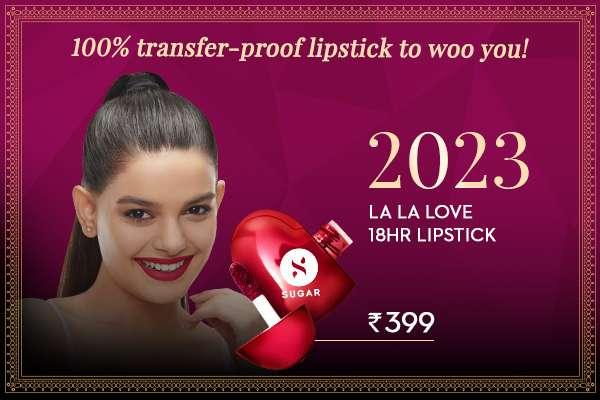 100% transfer-proof lipstick to woo you!
2023
LA LA LOVE
18HR LIPSTICK
SUGAR
₹399